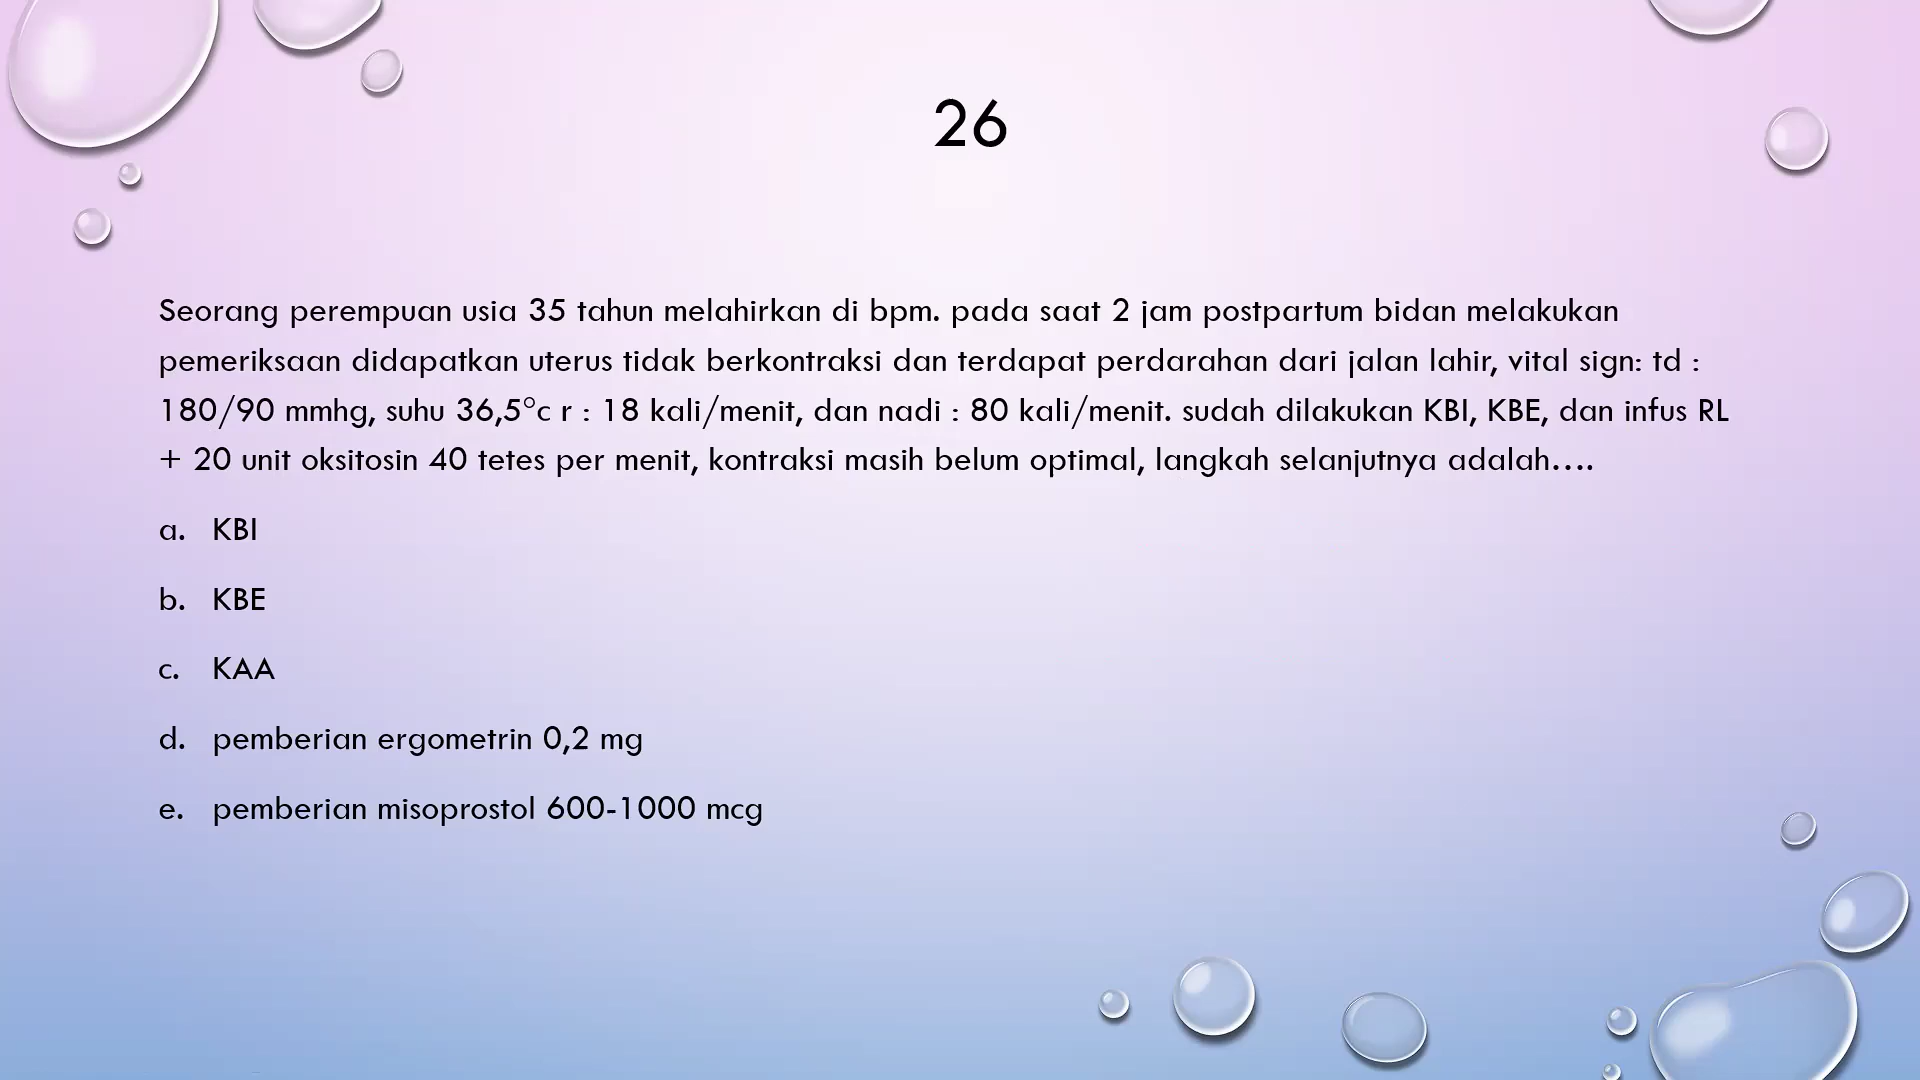 26
Seorang perempuan usia 35 tahun melahirkan di bpm. pada saat 2 jam postpartum bidan melakukan
pemeriksaan didapatkan uterus tidak berkontraksi dan terdapat perdarahan dari jalan lahir, vital sign: td :
180/90 mmhg, suhu 36,5°c r : 18 kali/menit, dan nadi : 80 kali/menit. sudah dilakukan KBI, KBE, dan infus RL
+ 20 unit oksitosin 40 tetes per menit, kontraksi masih belum optimal, langkah selanjutnya adalah....
a. KBI
b. KBE
c. KAA
d. pemberian ergometrin 0,2 mg
e. pemberian misoprostol 600-1000 mcg